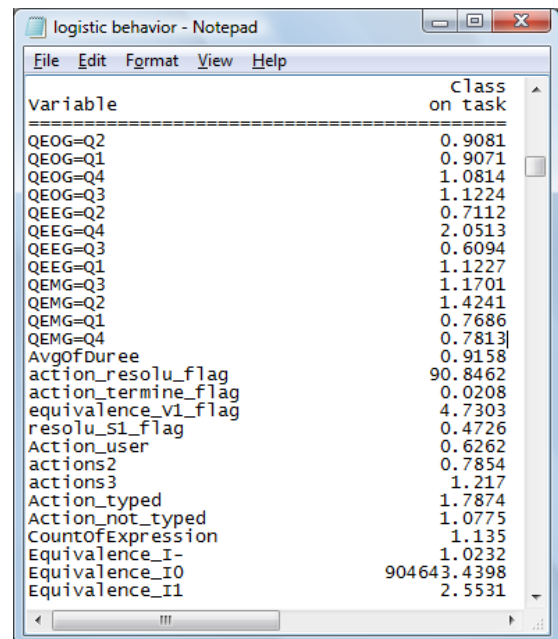 logistic behavior - Notepad
File Edit Format View Help
Class
Variable on task
=============================================
QEOG=Q2 0.9081
QEOG=Q1 0.9071
QEOG=Q4 1.0814
QEOG=Q3 1.1224
QEEG=Q2 0.7112
QEEG=Q4 2.0513
QEEG=Q3 0.6094
QEEG=Q1 1.1227
QEMG=Q3 1.1701
QEMG=Q2 1.4241
QEMG=Q1 0.7686
QEMG=Q4 0.7813
AvgOfDuree 0.9158
action_resolu_flag 90.8462
action_termine_flag 0.0208
equivalence_V1_flag 4.7303
resolu_S1_flag 0.4726
Action_user 0.6262
actions2 0.7854
actions3 1.217
Action_typed 1.7874
Action_not_typed 1.0775
CountOfExpression 1.135
Equivalence_I- 1.0232
Equivalence_I0 904643.4398
Equivalence_I1 2.5531